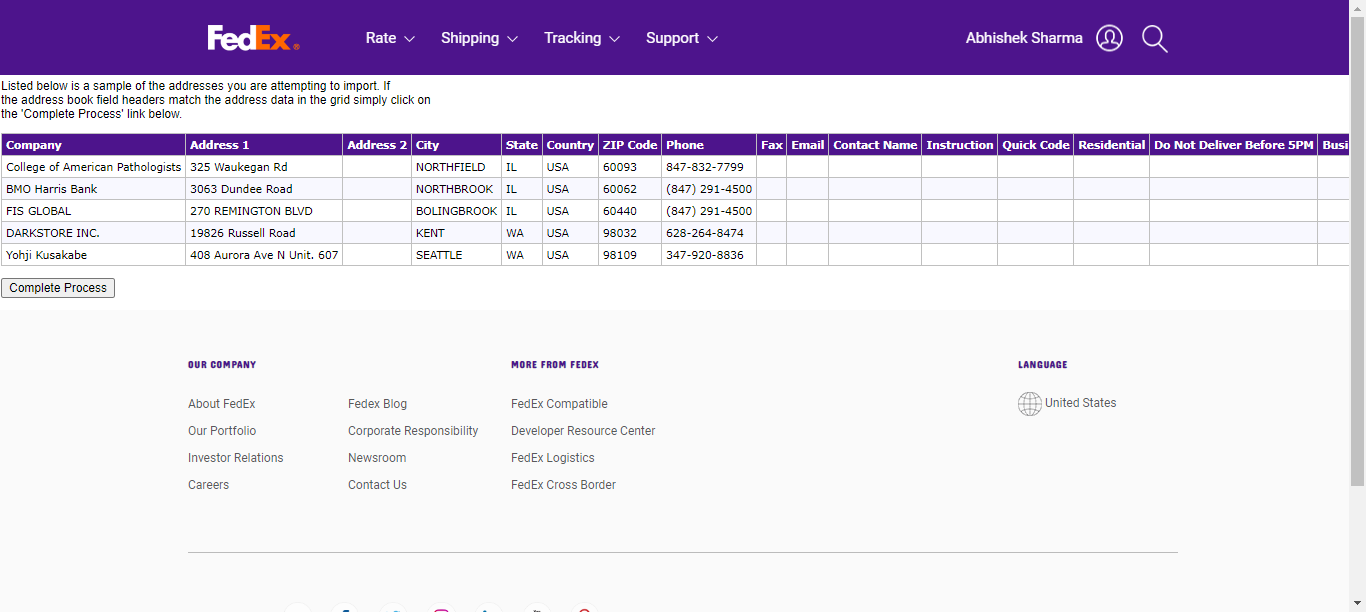 FedEx®
Rate Shipping Tracking Support Abhishek Sharma
Listed below is a sample of the addresses you are attempting to import. If
the address book field headers match the address data in the grid simply click on
the 'Complete Process' link below.
Company Address 1 Address 2 City State Country ZIP Code Phone Fax Email Contact Name Instruction Quick Code Residential Do Not Deliver Before 5PM Busi
College of American Pathologists 325 Waukegan Rd NORTHFIELD IL USA 60093 847-832-7799
BMO Harris Bank 3063 Dundee Road NORTHBROOK IL USA 60062 (847) 291-4500
FIS GLOBAL 270 REMINGTON BLVD BOLINGBROOK IL USA 60440 (847) 291-4500
DARKSTORE INC. 19826 Russell Road KENT WA USA 98032 628-264-8474
Yohji Kusakabe 408 Aurora Ave N Unit. 607 SEATTLE WA USA 98109 347-920-8836
Complete Process
OUR COMPANY MORE FROM FEDEX LANGUAGE
About FedEx Fedex Blog FedEx Compatible United States
Our Portfolio Corporate Responsibility Developer Resource Center
Investor Relations Newsroom FedEx Logistics
Careers Contact Us FedEx Cross Border